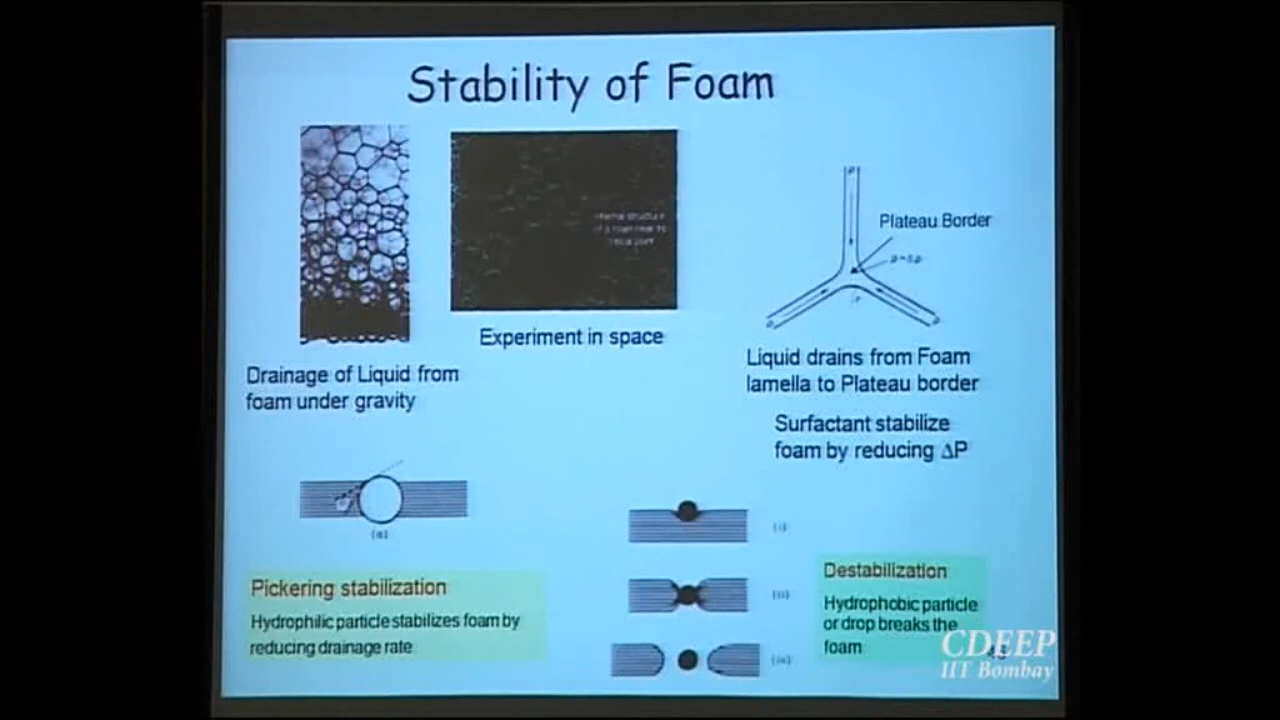 Stability of Foam
Plateau Border
Experiment in space
Drainage of Liquid from
foam under gravity
Liquid drains from Foam
lamella to Plateau border
Surfactant stabilize
foam by reducing ΔP
(a)
(i)
(ii)
(iii)
Pickering stabilization
Hydrophilic particle stabilizes foam by
reducing drainage rate
Destabilization
Hydrophobic particle
or drop breaks the
foam
CDEEP
IIT Bombay